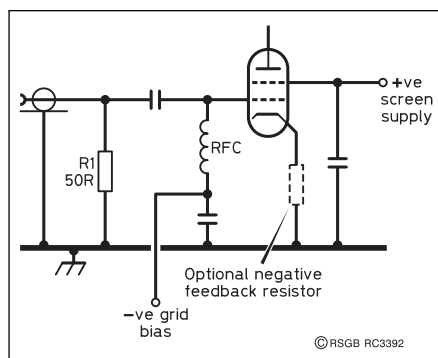 +ve
screen
supply
RFC
R1
50R
Optional negative
feedback resistor
–ve grid
bias
© RSGB RC3392